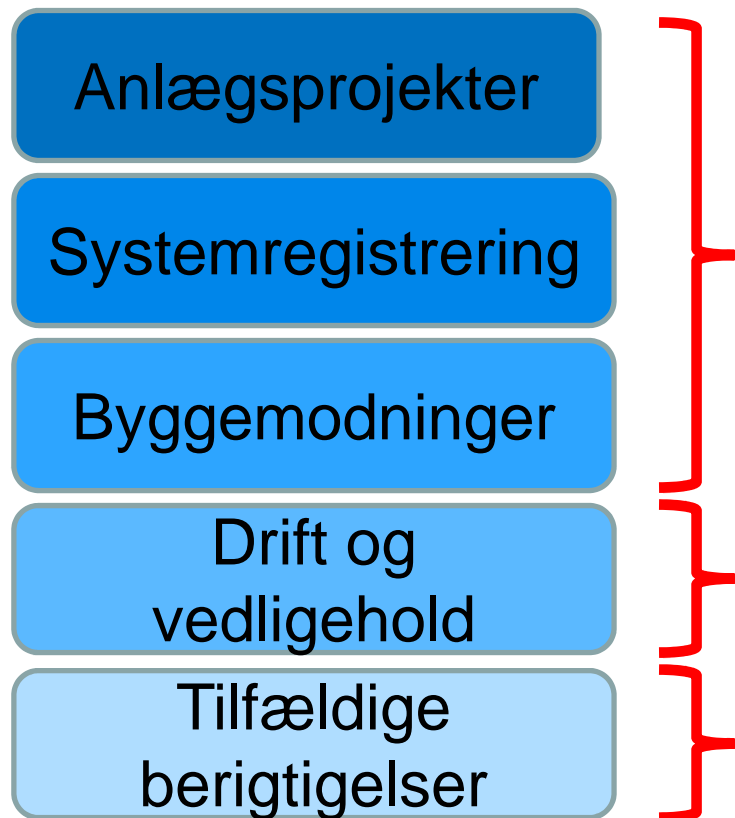 Anlægsprojekter
Systemregistrering
Byggemodninger
Drift og
vedligehold
Tilfældige
berigtigelser